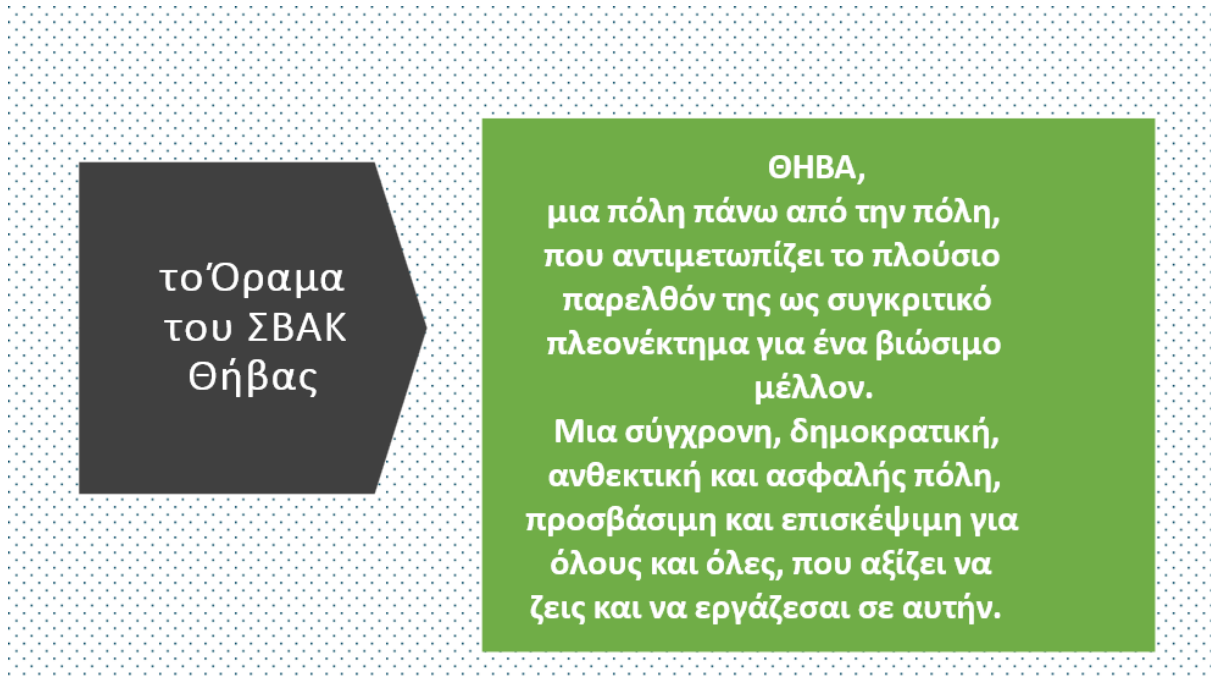 το Όραμα
του ΣΒΑΚ
Θήβας
ΘΗΒΑ,
μια πόλη πάνω από την πόλη,
που αντιμετωπίζει το πλούσιο
παρελθόν της ως συγκριτικό
πλεονέκτημα για ένα βιώσιμο
μέλλον.
Μια σύγχρονη, δημοκρατική,
ανθεκτική και ασφαλής πόλη,
προσβάσιμη και επισκέψιμη για
όλους και όλες, που αξίζει να
ζεις και να εργάζεσαι σε αυτήν.